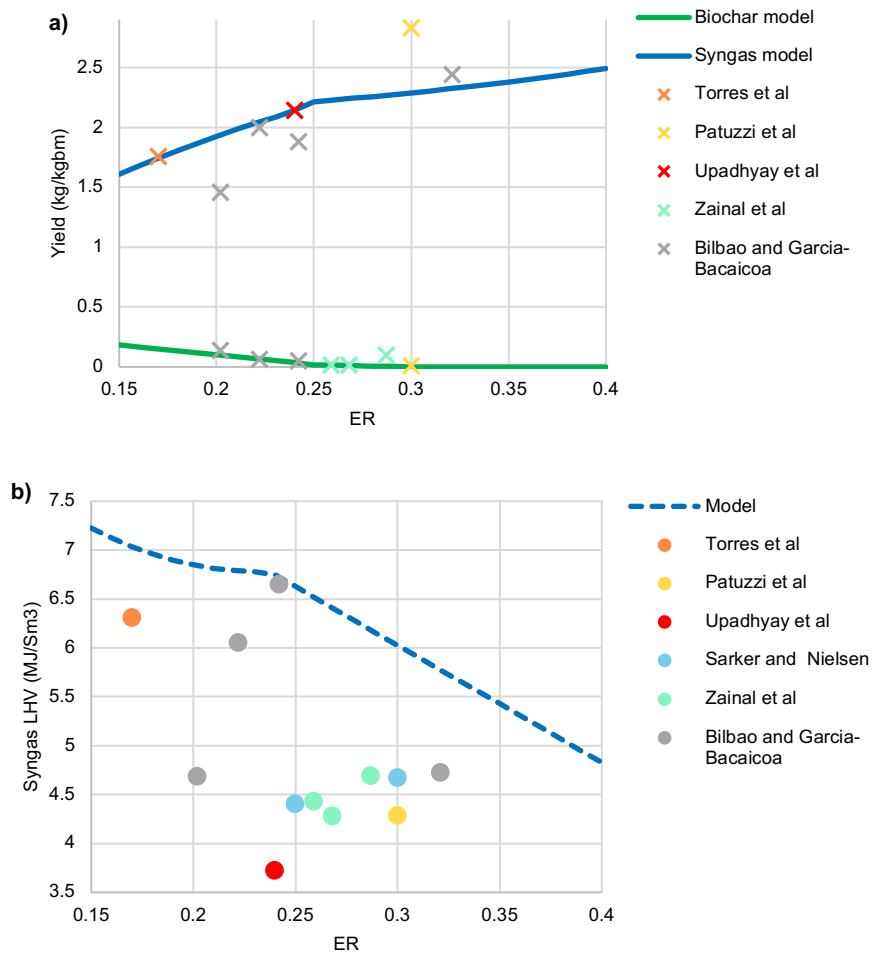 a)
Yield (kg/kgbm)
2.5
2
1.5
1
0.5
0
0.15
0.2
0.25
0.3
0.35
0.4
ER
Biochar model
Syngas model
Torres et al
Patuzzi et al
Upadhyay et al
Zainal et al
Bilbao and Garcia-
Bacaicoa
b)
Syngas LHV (MJ/Sm3)
7.5
7
6.5
6
5.5
5
4.5
4
3.5
0.15
0.2
0.25
0.3
0.35
0.4
ER
Model
Torres et al
Patuzzi et al
Upadhyay et al
Sarker and  Nielsen
Zainal et al
Bilbao and Garcia-
Bacaicoa